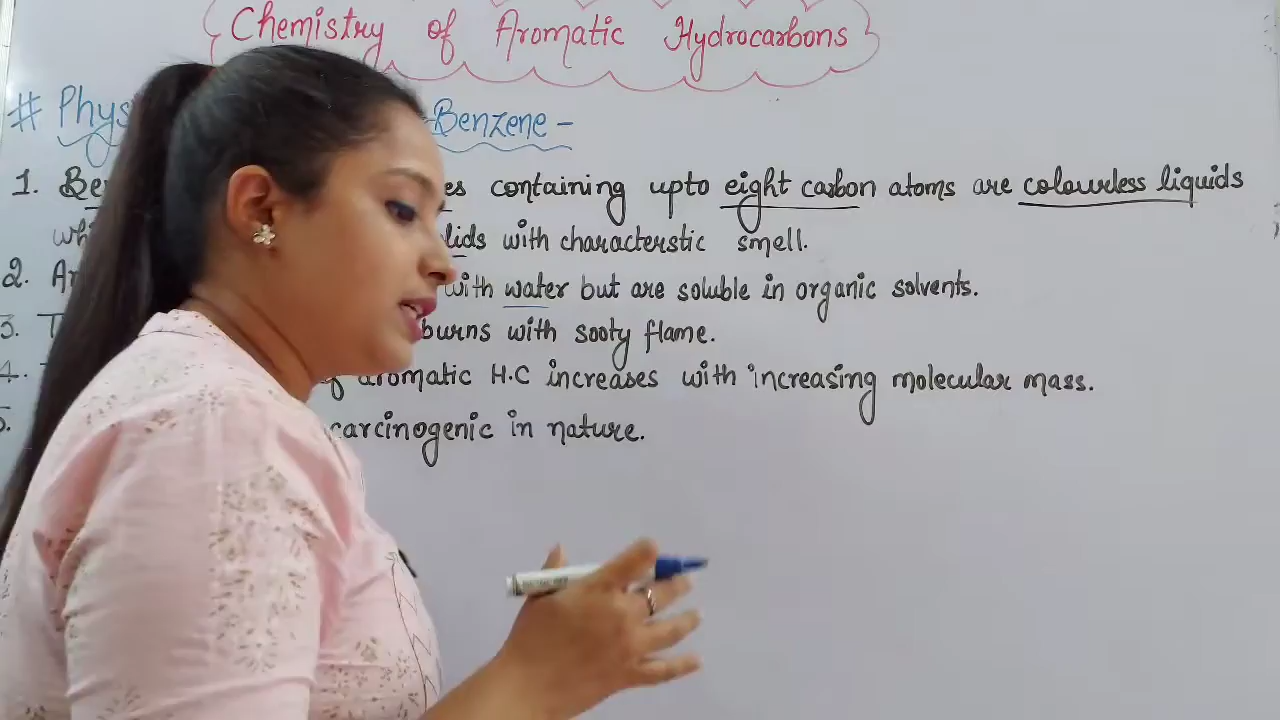 Chemistry of Aromatic Hydrocarbons
# Phys Benzene -
1. Be es containing upto eight carbon atoms are colourless liquids
wh lids with characterstic smell.
2. Ar with water but are soluble in organic solvents.
3. T burns with sooty flame.
4. of aromatic H.C increases with increasing molecular mass.
5. carcinogenic in nature.